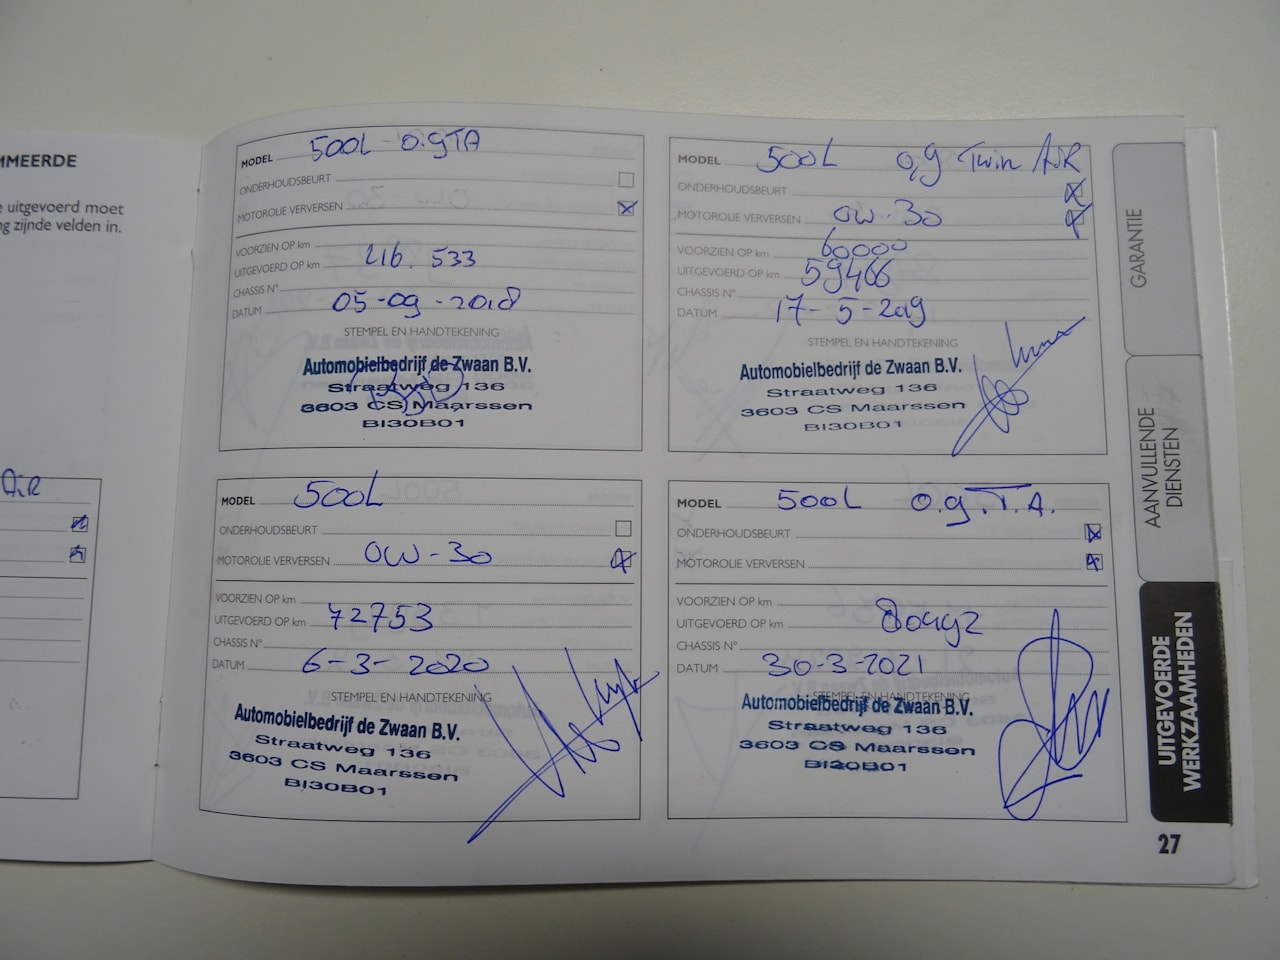 MMEERDE
e uitgevoerd moet
g zijnde velden in.
AiR
MODEL 500L - 0.9TA
ONDERHOUDSBEURT
MOTOROLIE VERVERSEN
VOORZIEN OP km
UITGEVOERD OP km 46.533
CHASSIS N°
DATUM 05-09-2018
STEMPEL EN HANDTEKENING
Automobielbedrijf de Zwaan B.V.
Straatweg 136
3603 CS Maarssen
BI30B01
MODEL 500L 0,9 Twin AiR
ONDERHOUDSBEURT
MOTOROLIE VERVERSEN 0W-30
VOORZIEN OP km 60000
UITGEVOERD OP km 59466
CHASSIS N°
DATUM 17-5-2019
STEMPEL EN HANDTEKENING
Automobielbedrijf de Zwaan B.V.
Straatweg 136
3603 CS Maarssen
BI30B01
MODEL 500L
ONDERHOUDSBEURT
MOTOROLIE VERVERSEN 0W-30
VOORZIEN OP km
UITGEVOERD OP km 72753
CHASSIS N°
DATUM 6-3-2020
STEMPEL EN HANDTEKENING
Automobielbedrijf de Zwaan B.V.
Straatweg 136
3603 CS Maarssen
BI30B01
MODEL 500L 0.9 T.A.
ONDERHOUDSBEURT
MOTOROLIE VERVERSEN
VOORZIEN OP km
UITGEVOERD OP km 80492
CHASSIS N°
DATUM 30-3-2021
STEMPEL EN HANDTEKENING
Automobielbedrijf de Zwaan B.V.
Straatweg 136
3603 CS Maarssen
BI30B01
GARANTIE
AANVULLENDE
DIENSTEN
UITGEVOERDE
WERKZAAMHEDEN
27